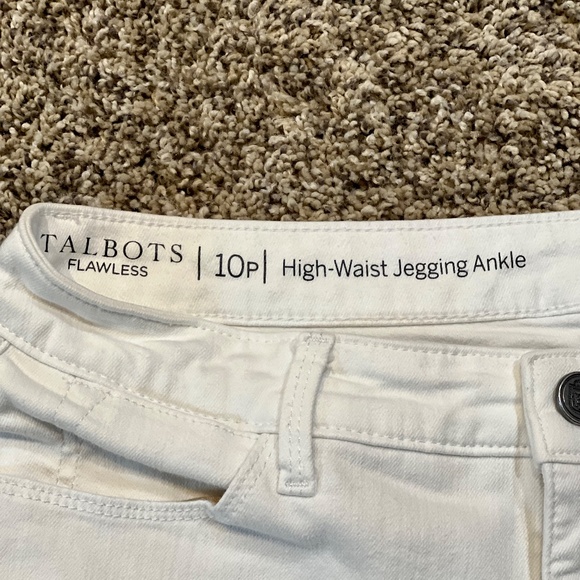 TALBOTS
FLAWLESS
| 10P |
High-Waist Jegging Ankle